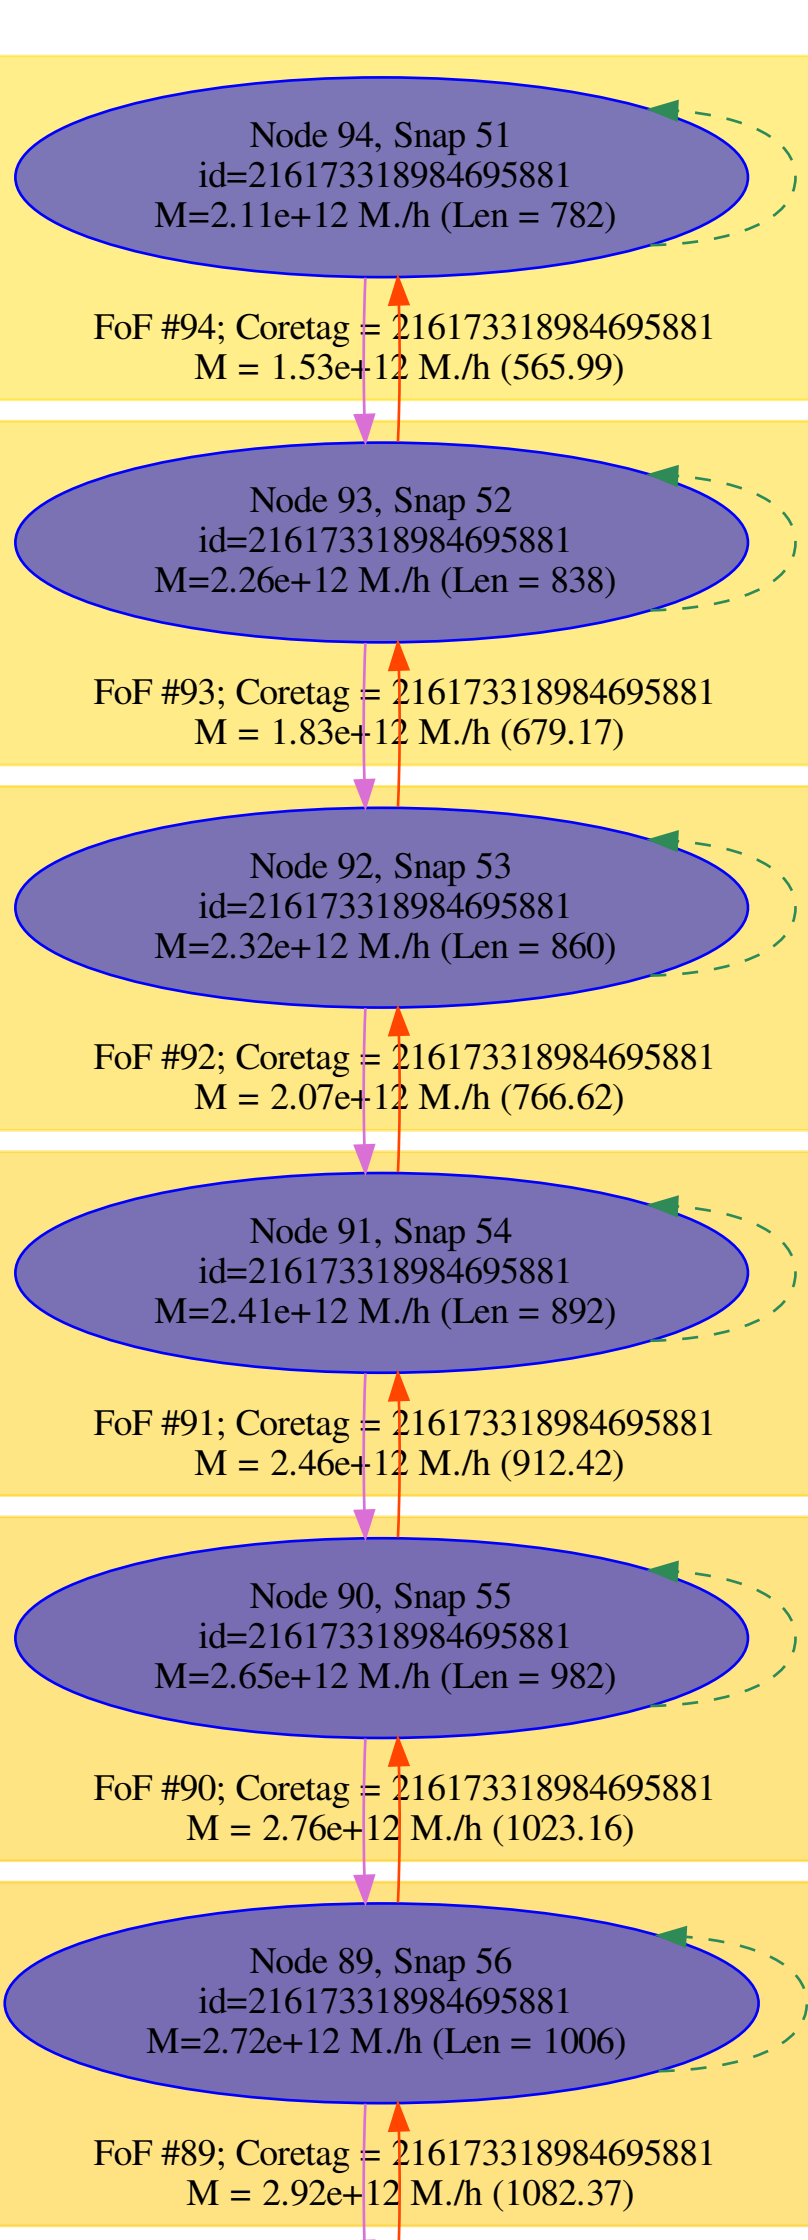 Node 94, Snap 51
id=216173318984695881
M=2.11e+12 M./h (Len = 782)
FoF #94; Coretag = 216173318984695881
M = 1.53e+12 M./h (565.99)
Node 93, Snap 52
id=216173318984695881
M=2.26e+12 M./h (Len = 838)
FoF #93; Coretag = 216173318984695881
M = 1.83e+12 M./h (679.17)
Node 92, Snap 53
id=216173318984695881
M=2.32e+12 M./h (Len = 860)
FoF #92; Coretag = 216173318984695881
M = 2.07e+12 M./h (766.62)
Node 91, Snap 54
id=216173318984695881
M=2.41e+12 M./h (Len = 892)
FoF #91; Coretag = 216173318984695881
M = 2.46e+12 M./h (912.42)
Node 90, Snap 55
id=216173318984695881
M=2.65e+12 M./h (Len = 982)
FoF #90; Coretag = 216173318984695881
M = 2.76e+12 M./h (1023.16)
Node 89, Snap 56
id=216173318984695881
M=2.72e+12 M./h (Len = 1006)
FoF #89; Coretag = 216173318984695881
M = 2.92e+12 M./h (1082.37)